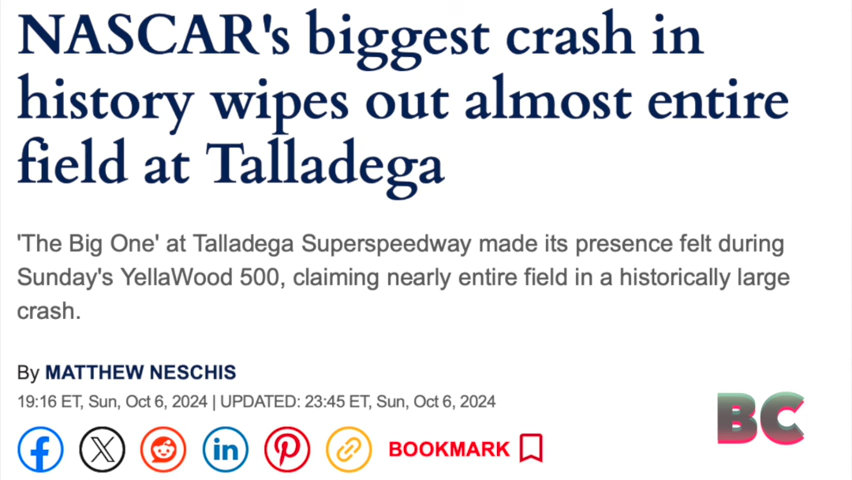 NASCAR's biggest crash in
history wipes out almost entire
field at Talladega
'The Big One' at Talladega Superspeedway made its presence felt during
Sunday's YellaWood 500, claiming nearly entire field in a historically large
crash.
By MATTHEW NESCHIS
19:16 ET, Sun, Oct 6, 2024 | UPDATED: 23:45 ET, Sun, Oct 6, 2024
BOOKMARK
BC